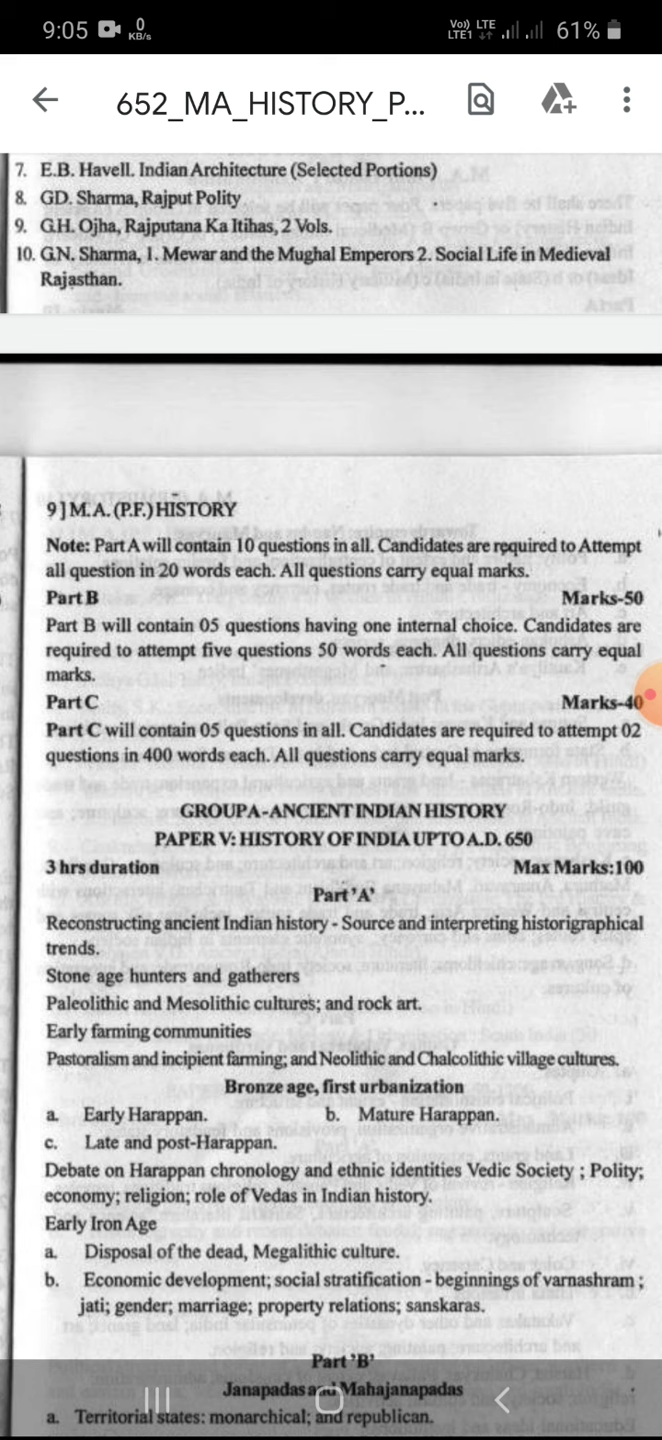 9:05 0 KB/s Vo)) LTE LTE1 61%
652_MA_HISTORY_P...
7. E.B. Havell. Indian Architecture (Selected Portions)
8. GD. Sharma, Rajput Polity
9. G.H. Ojha, Rajputana Ka Itihas, 2 Vols.
10. G.N. Sharma, 1. Mewar and the Mughal Emperors 2. Social Life in Medieval
Rajasthan.
9] M.A. (P.F.) HISTORY
Note: Part A will contain 10 questions in all. Candidates are required to Attempt
all question in 20 words each. All questions carry equal marks.
Part B Marks-50
Part B will contain 05 questions having one internal choice. Candidates are
required to attempt five questions 50 words each. All questions carry equal
marks.
Part C Marks-40
Part C will contain 05 questions in all. Candidates are required to attempt 02
questions in 400 words each. All questions carry equal marks.
GROUP A - ANCIENT INDIAN HISTORY
PAPER V: HISTORY OF INDIA UPTO A.D. 650
3 hrs duration Max Marks:100
Part 'A'
Reconstructing ancient Indian history - Source and interpreting historigraphical
trends.
Stone age hunters and gatherers
Paleolithic and Mesolithic cultures; and rock art.
Early farming communities
Pastoralism and incipient farming; and Neolithic and Chalcolithic village cultures.
Bronze age, first urbanization
a. Early Harappan. b. Mature Harappan.
c. Late and post-Harappan.
Debate on Harappan chronology and ethnic identities Vedic Society ; Polity;
economy; religion; role of Vedas in Indian history.
Early Iron Age
a. Disposal of the dead, Megalithic culture.
b. Economic development; social stratification - beginnings of varnashram ;
jati; gender; marriage; property relations; sanskaras.
Part 'B'
Janapadas and Mahajanapadas
a. Territorial states: monarchical; and republican.